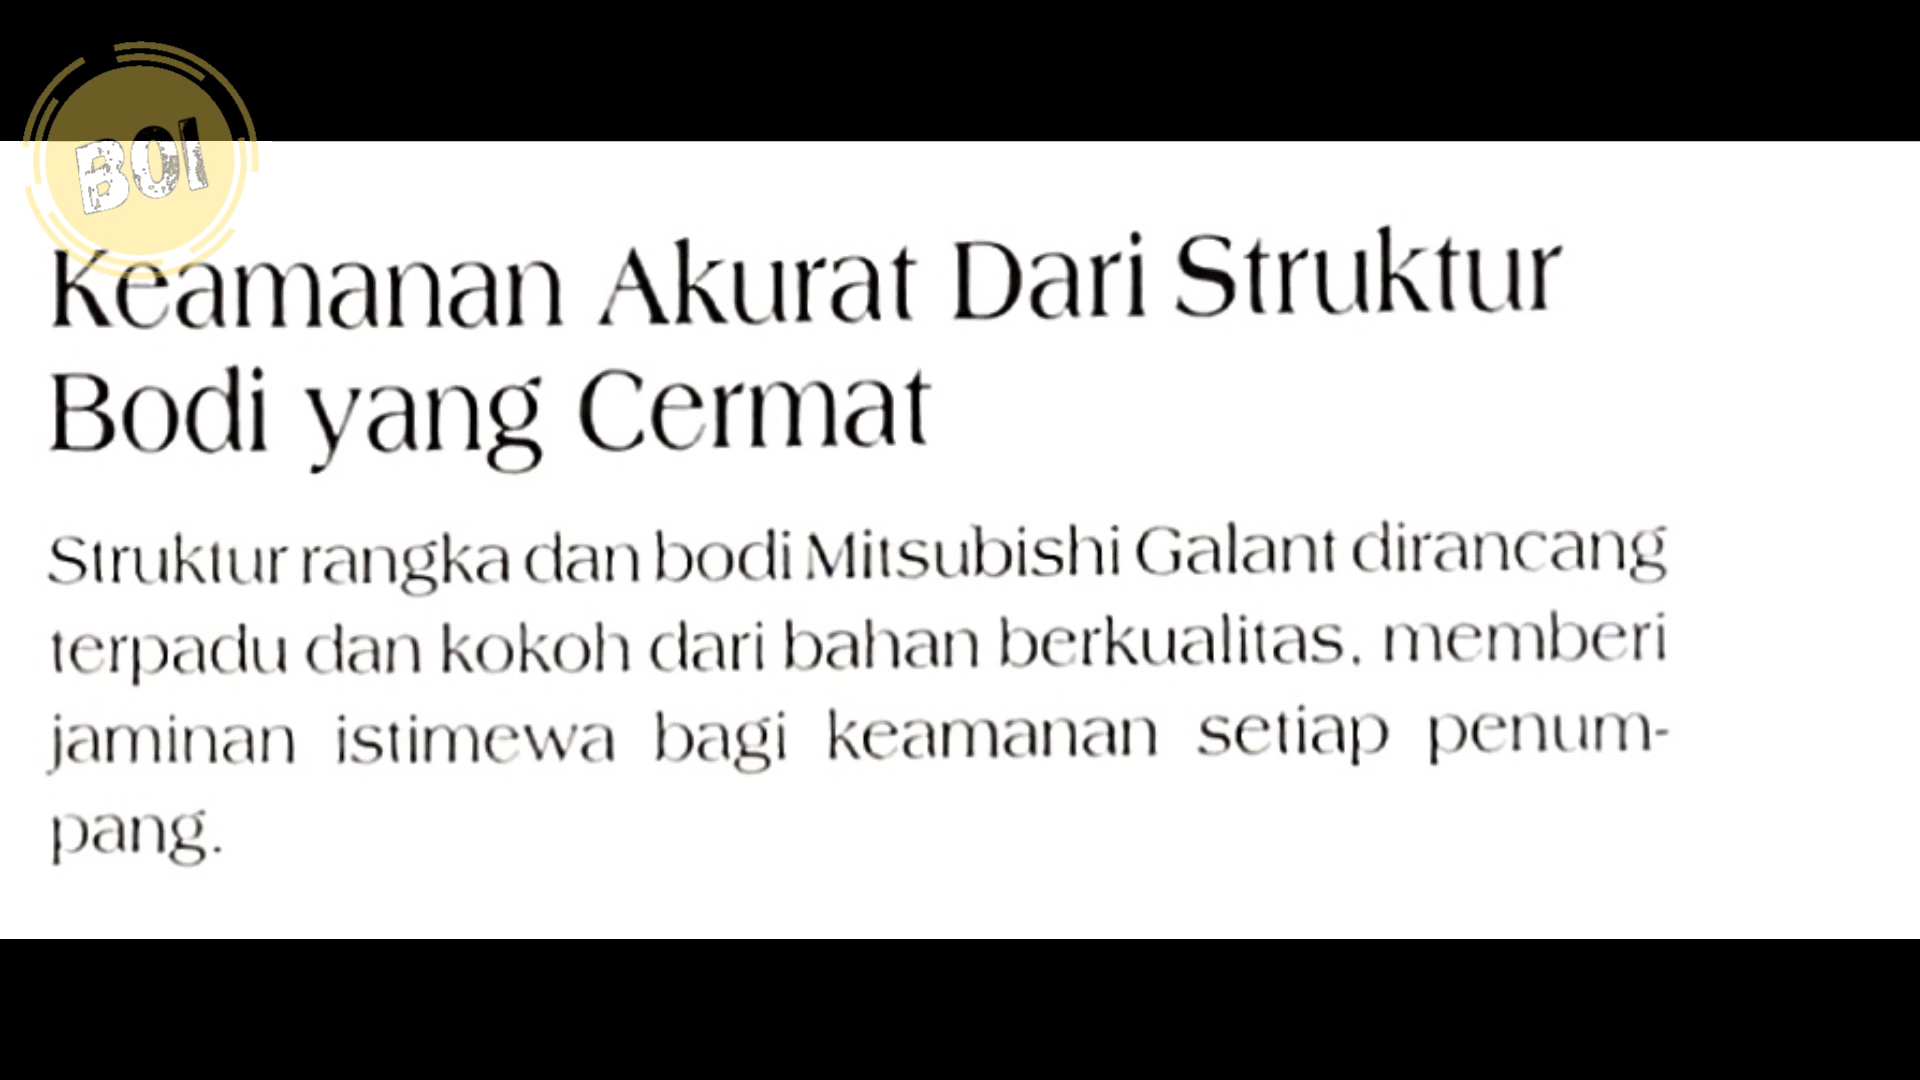 BOI
Keamanan Akurat Dari Struktur
Bodi yang Cermat
Struktur rangka dan bodi Mitsubishi Galant dirancang
terpadu dan kokoh dari bahan berkualitas, memberi
jaminan istimewa bagi keamanan setiap penum-
pang.